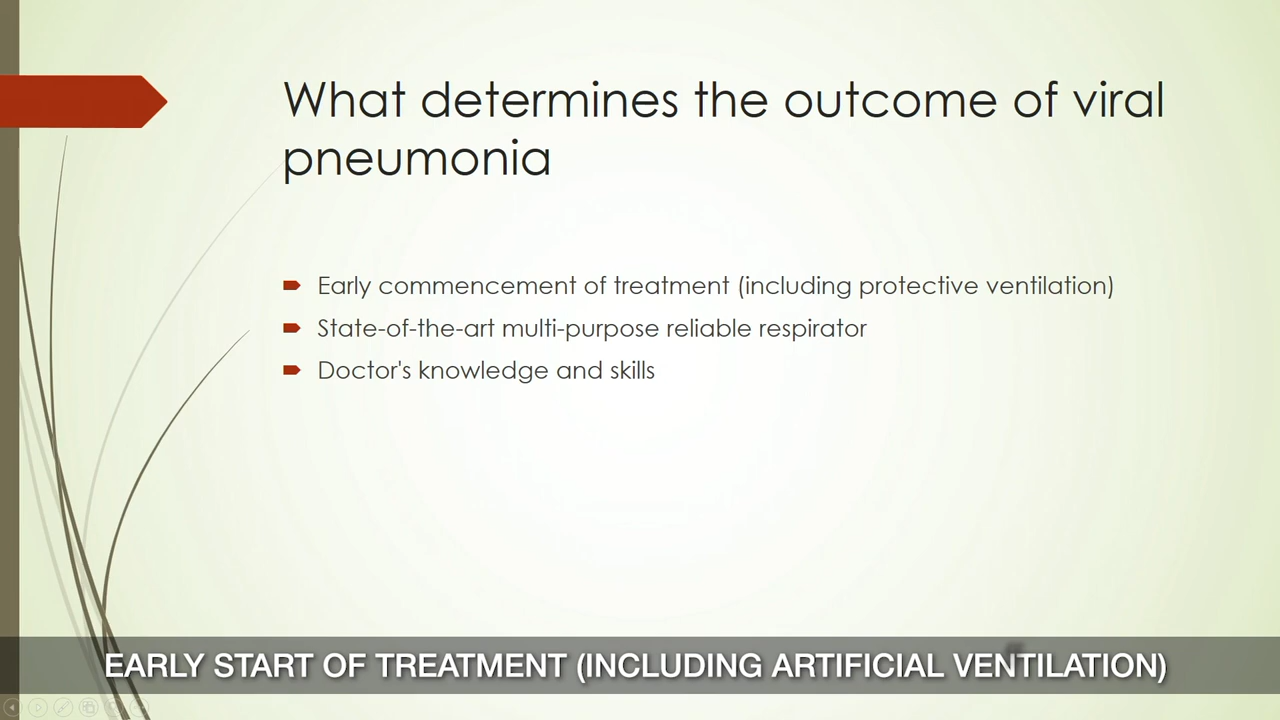 What determines the outcome of viral
pneumonia
Early commencement of treatment (including protective ventilation)
State-of-the-art multi-purpose reliable respirator
Doctor's knowledge and skills
EARLY START OF TREATMENT (INCLUDING ARTIFICIAL VENTILATION)